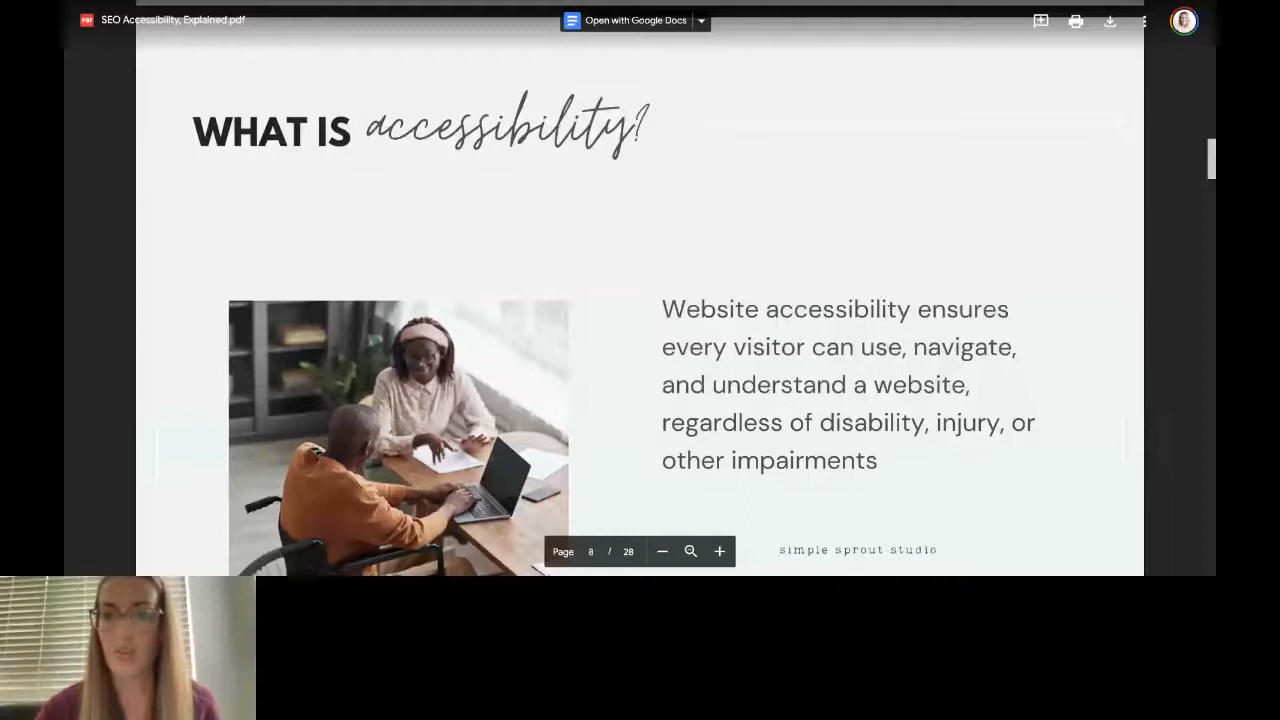 SEO Accessibility, Explained.pdf
Open with Google Docs
WHAT IS accessibility?
Website accessibility ensures
every visitor can use, navigate,
and understand a website,
regardless of disability, injury, or
other impairments
Page 8 / 28
simple sprout studio